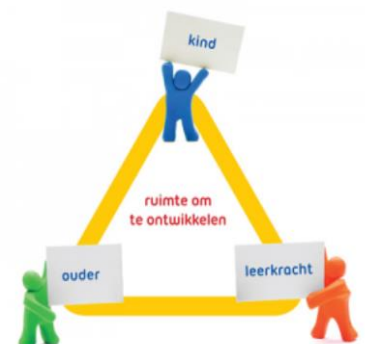 kind
ruimte om
te ontwikkelen
ouder
leerkracht